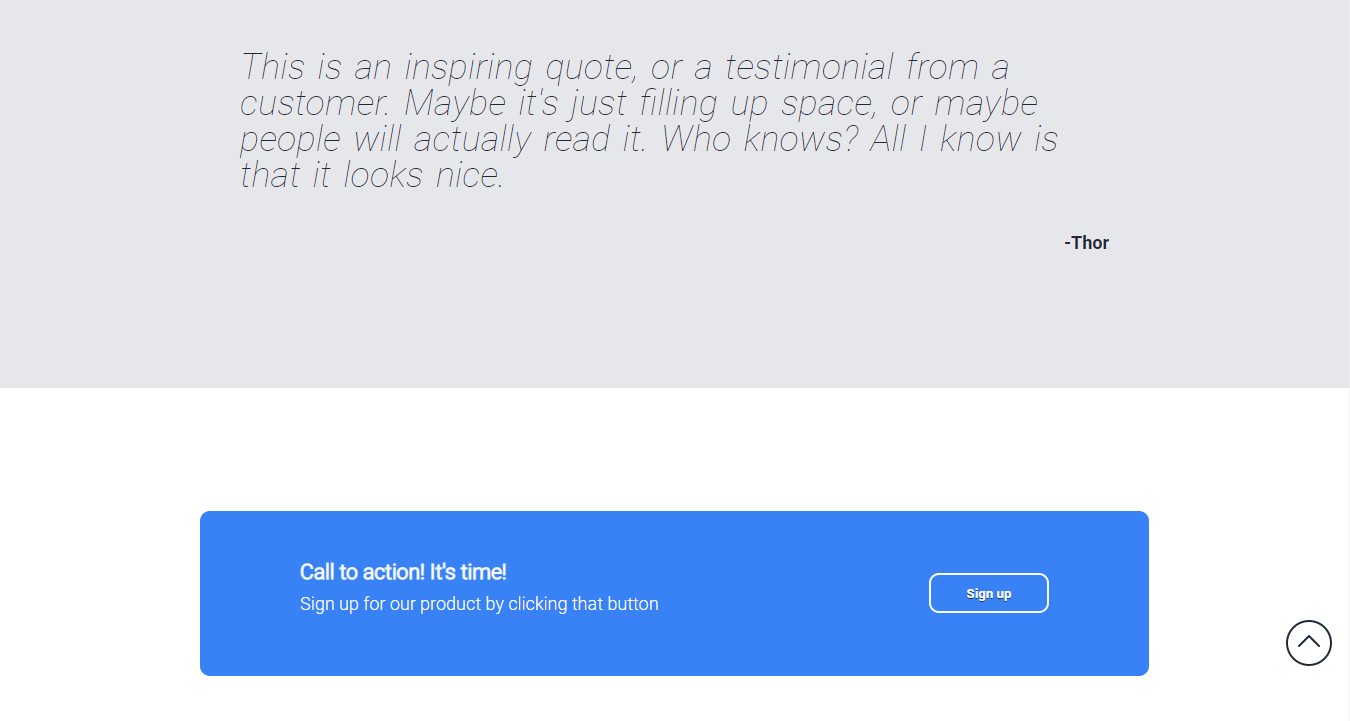 This is an inspiring quote, or a testimonial from a
customer. Maybe it's just filling up space, or maybe
people will actually read it. Who knows? All I know is
that it looks nice.
-Thor
Call to action! It's time!
Sign up for our product by clicking that button
Sign up